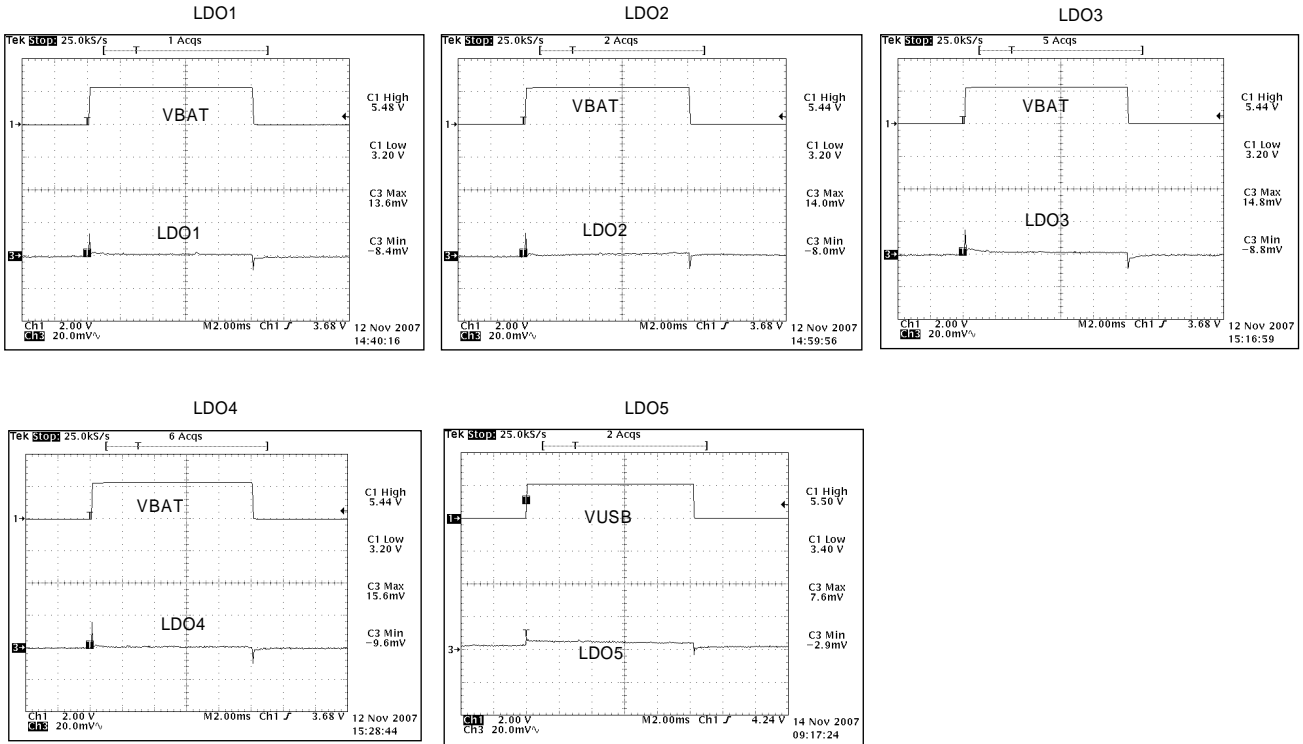 LDO1
Tek Stop: 25.0kS/s 1 Acqs
T
VBAT
C1 High
5.48 V
1
C1 Low
3.20 V
C3 Max
13.6mV
LDO1
C3 Min
-8.4mV
T
3
Ch1 2.00 V M2.00ms Ch1 3.68 V
Ch3 20.0mV
12 Nov 2007
14:40:16
LDO2
Tek Stop: 25.0kS/s 2 Acqs
T
VBAT
C1 High
5.44 V
1
C1 Low
3.20 V
C3 Max
14.0mV
LDO2
C3 Min
-8.0mV
T
3
Ch1 2.00 V M2.00ms Ch1 3.68 V
Ch3 20.0mV
12 Nov 2007
14:59:56
LDO3
Tek Stop: 25.0kS/s 5 Acqs
T
VBAT
C1 High
5.44 V
1
C1 Low
3.20 V
C3 Max
14.8mV
LDO3
C3 Min
-8.8mV
T
3
Ch1 2.00 V M2.00ms Ch1 3.68 V
Ch3 20.0mV
12 Nov 2007
15:16:59
LDO4
Tek Stop: 25.0kS/s 6 Acqs
T
VBAT
C1 High
5.44 V
1
C1 Low
3.20 V
C3 Max
15.6mV
LDO4
C3 Min
-9.6mV
T
3
Ch1 2.00 V M2.00ms Ch1 3.68 V
Ch3 20.0mV
12 Nov 2007
15:28:44
LDO5
Tek Stop: 25.0kS/s 2 Acqs
T
C1 High
5.50 V
T
1
VUSB
C1 Low
3.40 V
C3 Max
7.6mV
C3 Min
-2.9mV
3
LDO5
Ch1 2.00 V M2.00ms Ch1 4.24 V
Ch3 20.0mV
14 Nov 2007
09:17:24